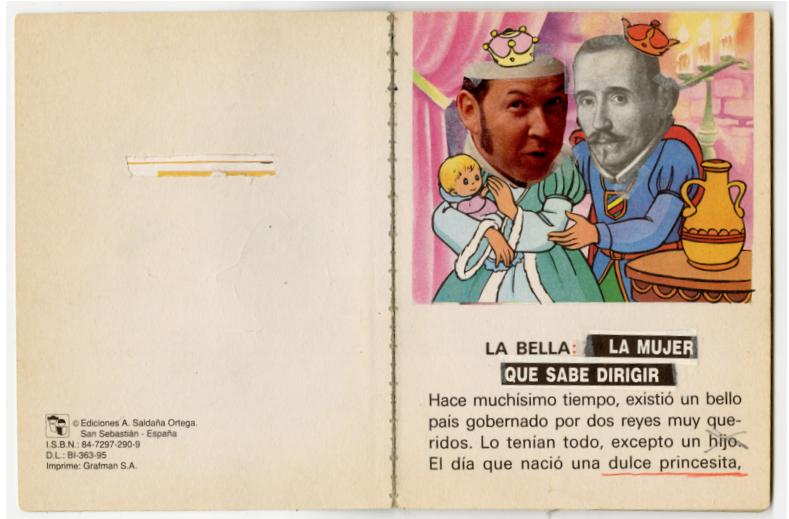 © Ediciones A. Saldaña Ortega.
San Sebastián - España
I.S.B.N.: 84-7297-290-9
D.L.: BI-363-95
Imprime: Grafman S.A.
LA BELLA: LA MUJER
QUE SABE DIRIGIR
Hace muchísimo tiempo, existió un bello
país gobernado por dos reyes muy que-
ridos. Lo tenían todo, excepto un hijo.
El día que nació una dulce princesita,